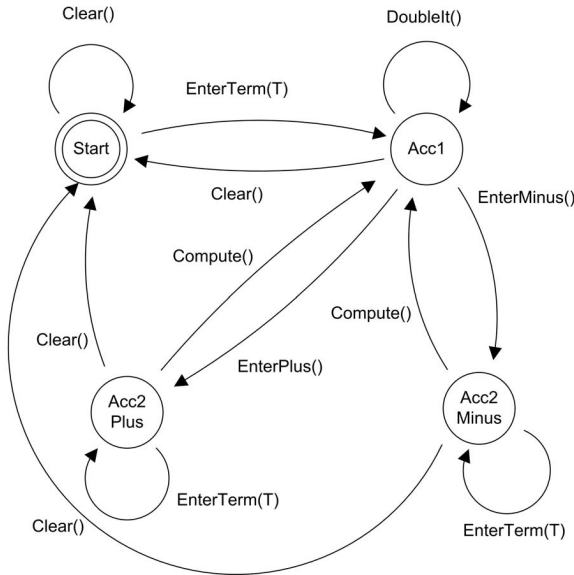 Clear()
DoubleIt()
EnterTerm(T)
Start
Acc1
Clear()
EnterMinus()
Compute()
Compute()
Clear()
EnterPlus()
Acc2
Plus
Acc2
Minus
EnterTerm(T)
Clear()
EnterTerm(T)